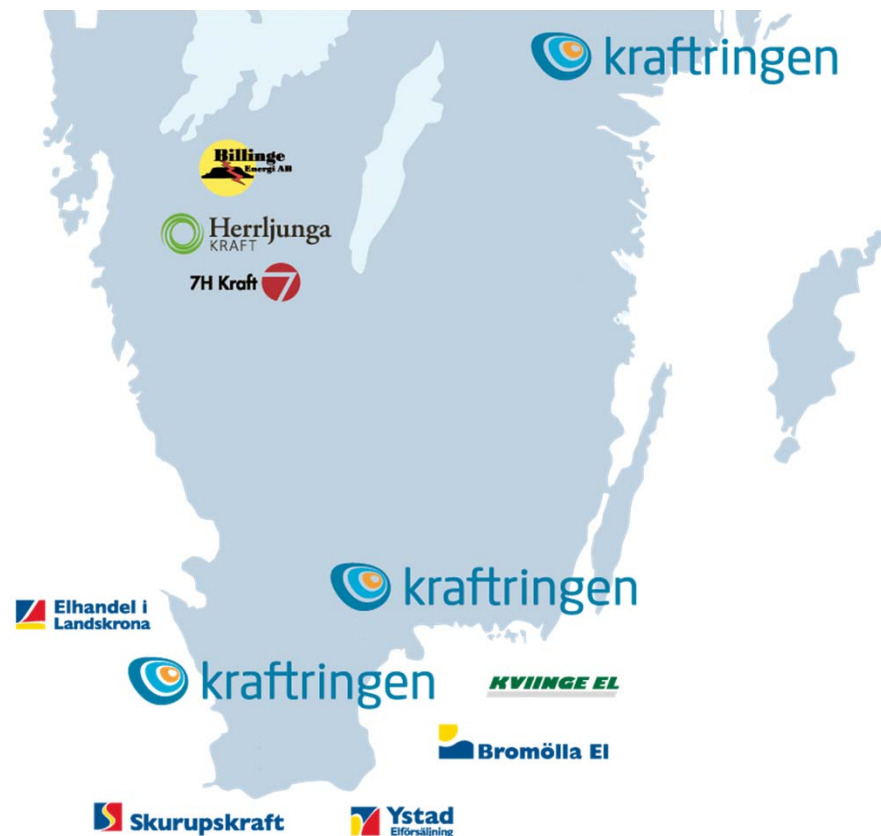 kraftringen
Billinge
Energi AB
Herrljunga
KRAFT
7H Kraft 7
kraftringen
Elhandel i
Landskrona
kraftringen
KVIINGE EL
Bromölla El
Skurupskraft
Ystad
Elförsäljning